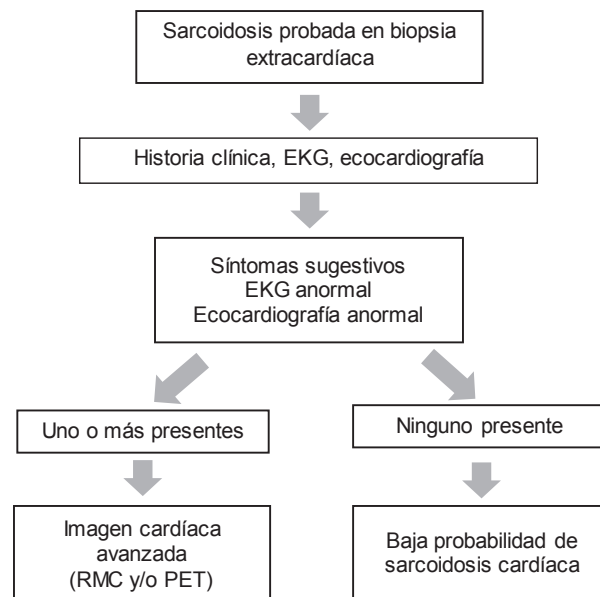 Sarcoidosis probada en biopsia
extracardíaca
Historia clínica, EKG, ecocardiografía
Síntomas sugestivos
EKG anormal
Ecocardiografía anormal
Uno o más presentes
Ninguno presente
Imagen cardíaca
avanzada
(RMC y/o PET)
Baja probabilidad de
sarcoidosis cardíaca